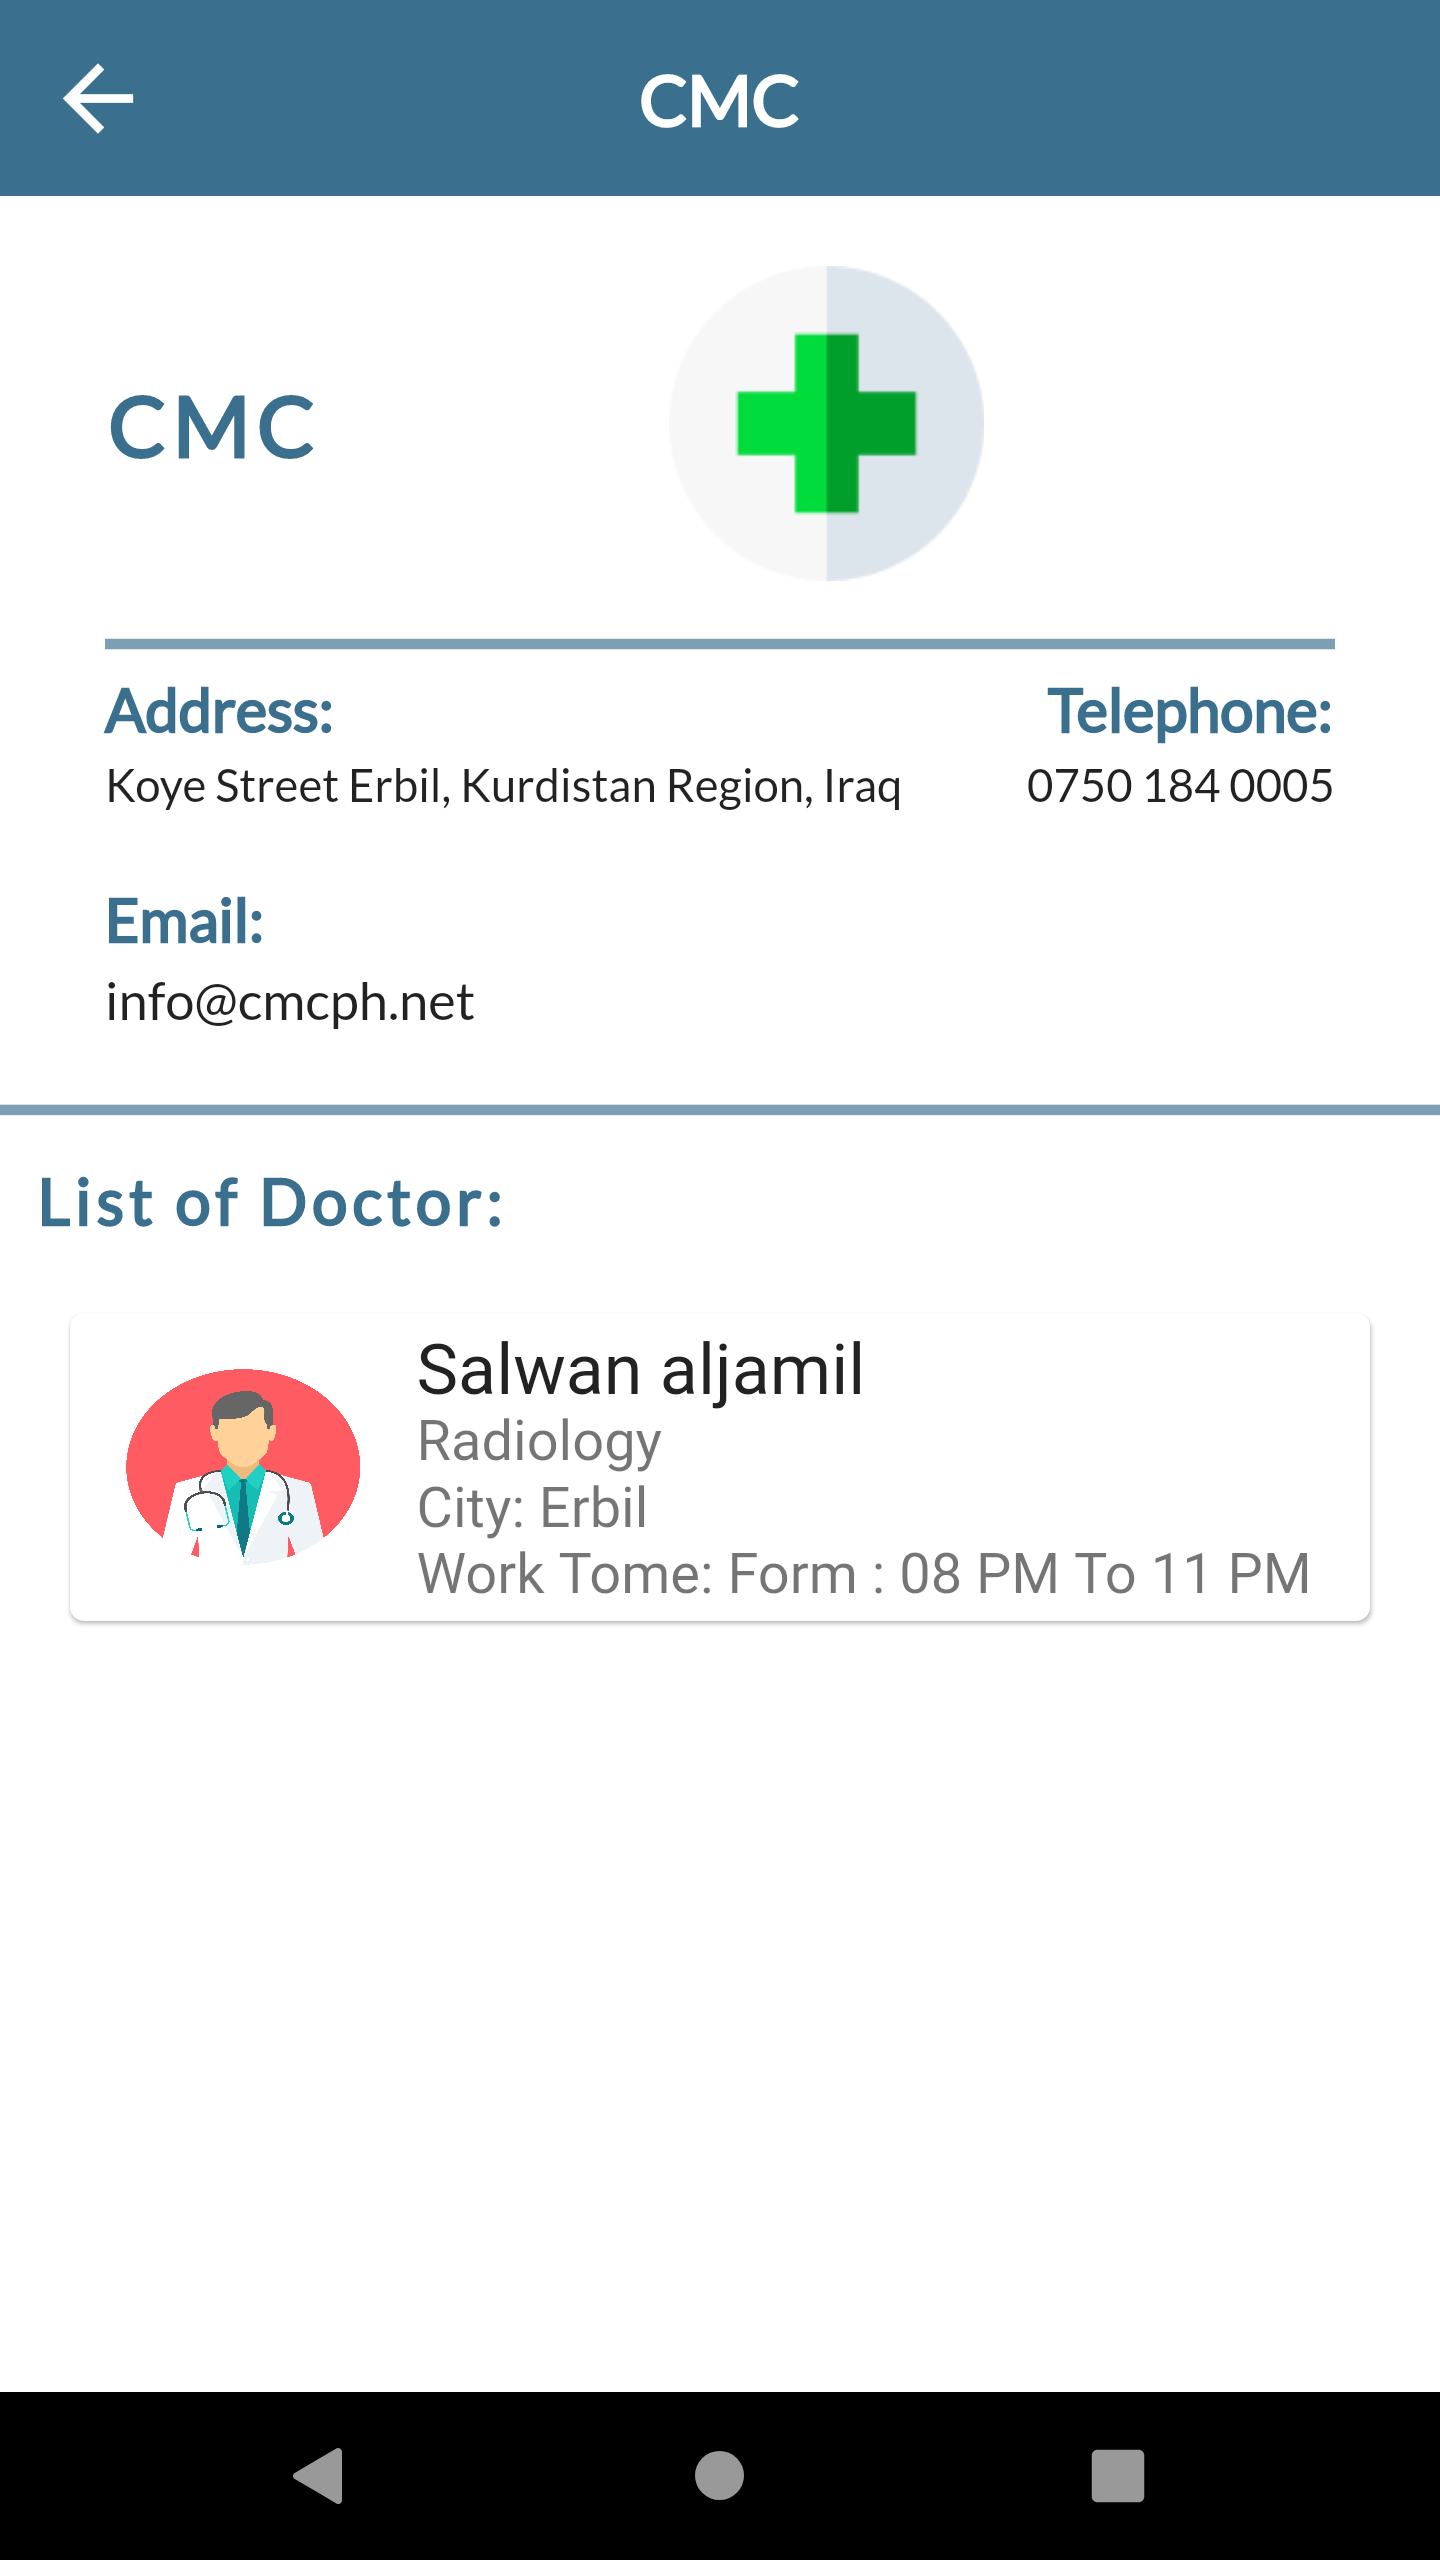 CMC
CMC
Address:
Telephone:
Koye Street Erbil, Kurdistan Region, Iraq
0750 184 0005
Email:
info@cmcph.net
List of Doctor:
Salwan aljamil
Radiology
City: Erbil
Work Tome: Form : 08 PM To 11 PM